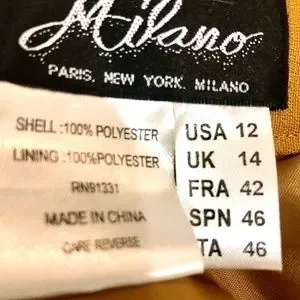 Milano
PARIS, NEW YORK, MILANO
SHELL :100% POLYESTER
LINING :100%POLYESTER
RN91331
MADE IN CHINA
CARE REVERSE
USA 12
UK 14
FRA 42
SPN 46
ITA 46